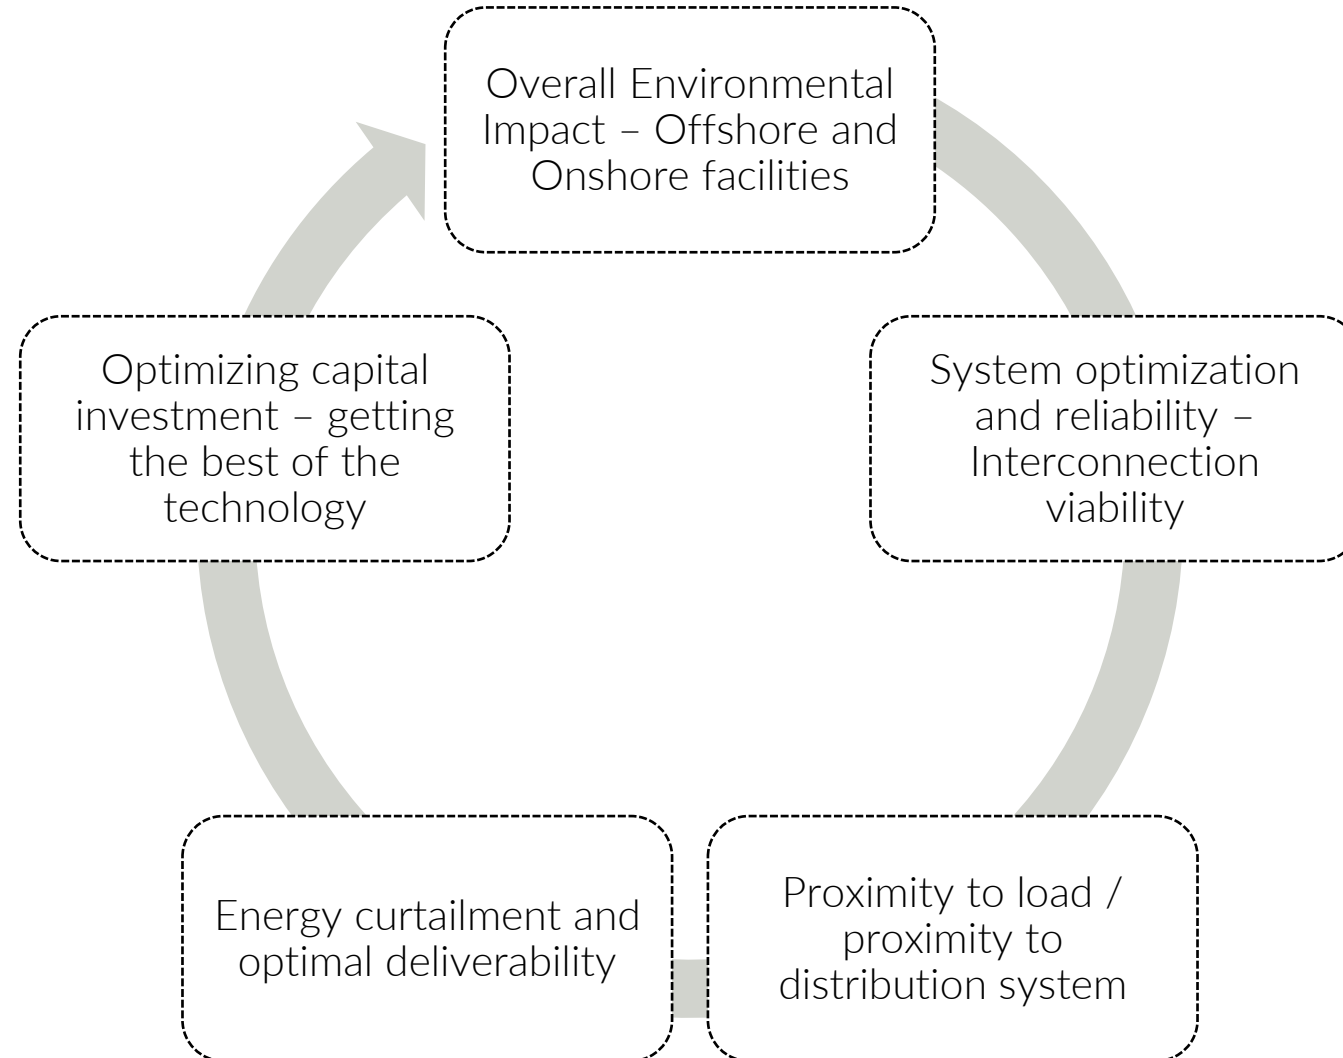 Overall Environmental
Impact – Offshore and
Onshore facilities
System optimization
and reliability –
Interconnection
viability
Proximity to load /
proximity to
distribution system
Energy curtailment and
optimal deliverability
Optimizing capital
investment – getting
the best of the
technology